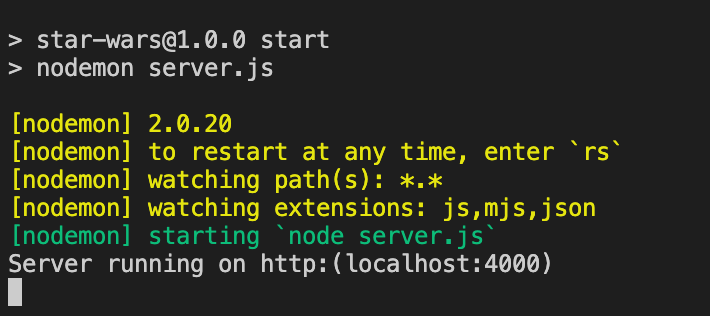 > star-wars@1.0.0 start
> nodemon server.js
[nodemon] 2.0.20
[nodemon] to restart at any time, enter `rs`
[nodemon] watching path(s): *.*
[nodemon] watching extensions: js,mjs,json
[nodemon] starting `node server.js`
Server running on http:(localhost:4000)